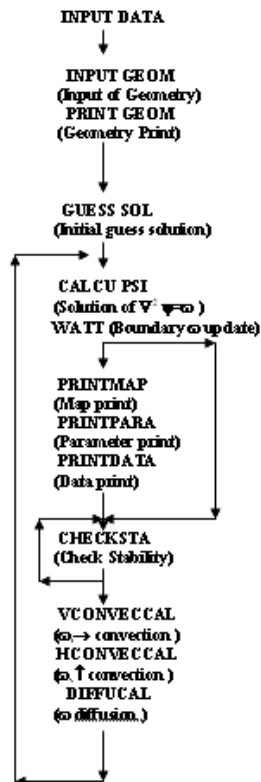 INPUT DATA
INPUT GEOM
(Input of Geometry)
PRINT GEOM
(Geometry Print)
GUESS SOL
(Initial guess solution)
CALCU PSI
(Solution of ∇² ψ=ω )
WATT (Boundary ω update)
PRINTMAP
(Map print)
PRINTPARA
(Parameter print)
PRINTDATA
(Data print)
CHECKSTA
(Check Stability)
VCONVECCAL
(ω,→ convection )
HCONVECCAL
(ω,↑ convection )
DIFFUCAL
(ω diffusion )